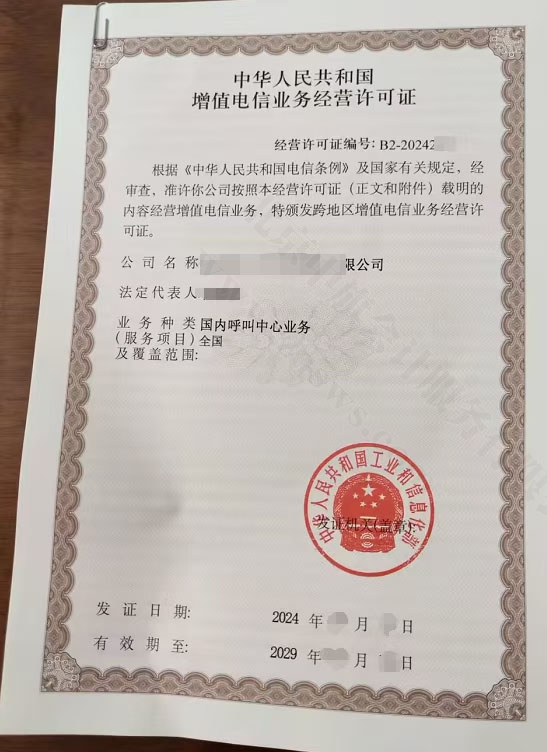 中华人民共和国
增值电信业务经营许可证
经营许可证编号: B2-20242
根据《中华人民共和国电信条例》及国家有关规定，经
审查，准许你公司按照本经营许可证（正文和附件）载明的
内容经营增值电信业务，特颁发跨地区增值电信业务经营许
可证。
公司名称 限公司
法定代表人
业务种类 国内呼叫中心业务
(服务项目) 全国
及覆盖范围:
中华人民共和国工业和信息化部
发证机关(盖章):
发证日期: 2024 年 月 日
有效期至: 2029 年 月 日